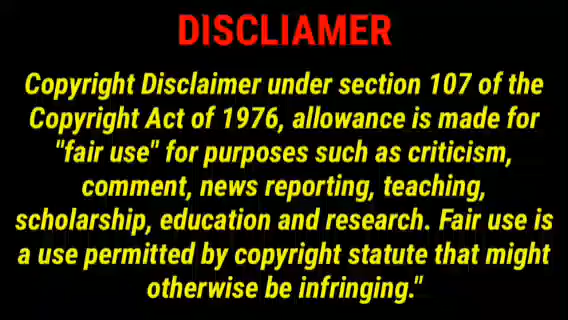 DISCLIAMER
Copyright Disclaimer under section 107 of the
Copyright Act of 1976, allowance is made for
"fair use" for purposes such as criticism,
comment, news reporting, teaching,
scholarship, education and research. Fair use is
a use permitted by copyright statute that might
otherwise be infringing."